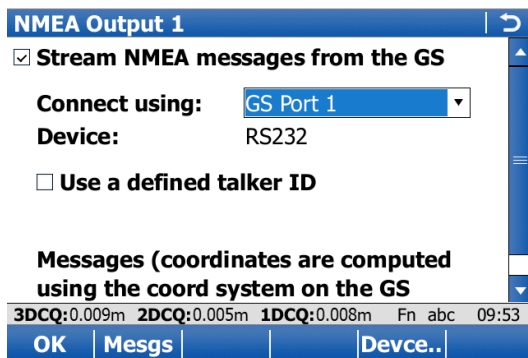 NMEA Output 1
Stream NMEA messages from the GS
Connect using: GS Port 1
Device: RS232
Use a defined talker ID
Messages (coordinates are computed
using the coord system on the GS
3DCQ:0.009m 2DCQ:0.005m 1DCQ:0.008m Fn abc 09:53
OK Mesgs Devce..